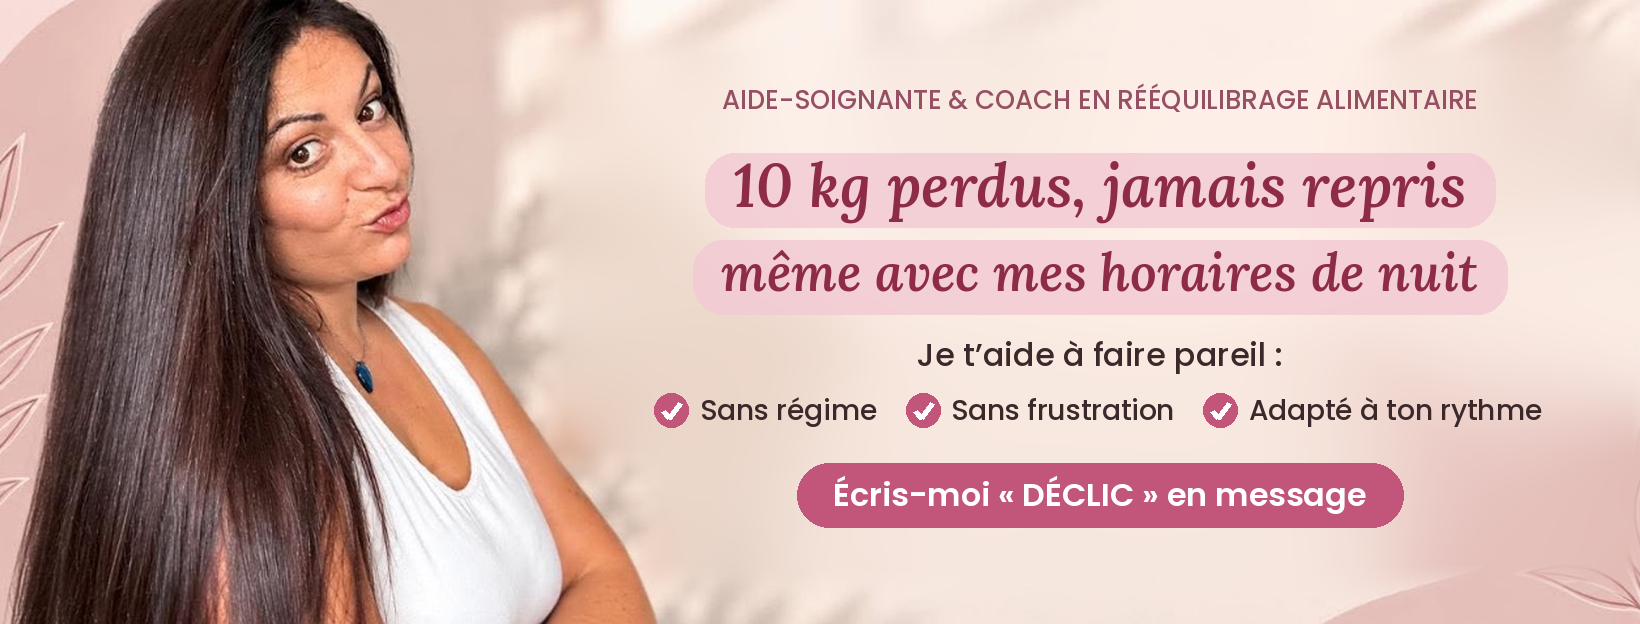 AIDE-SOIGNANTE & COACH EN RÉÉQUILIBRAGE ALIMENTAIRE
10 kg perdus, jamais repris
même avec mes horaires de nuit
Je t’aide à faire pareil :
Sans régime Sans frustration Adapté à ton rythme
Écris-moi « DÉCLIC » en message